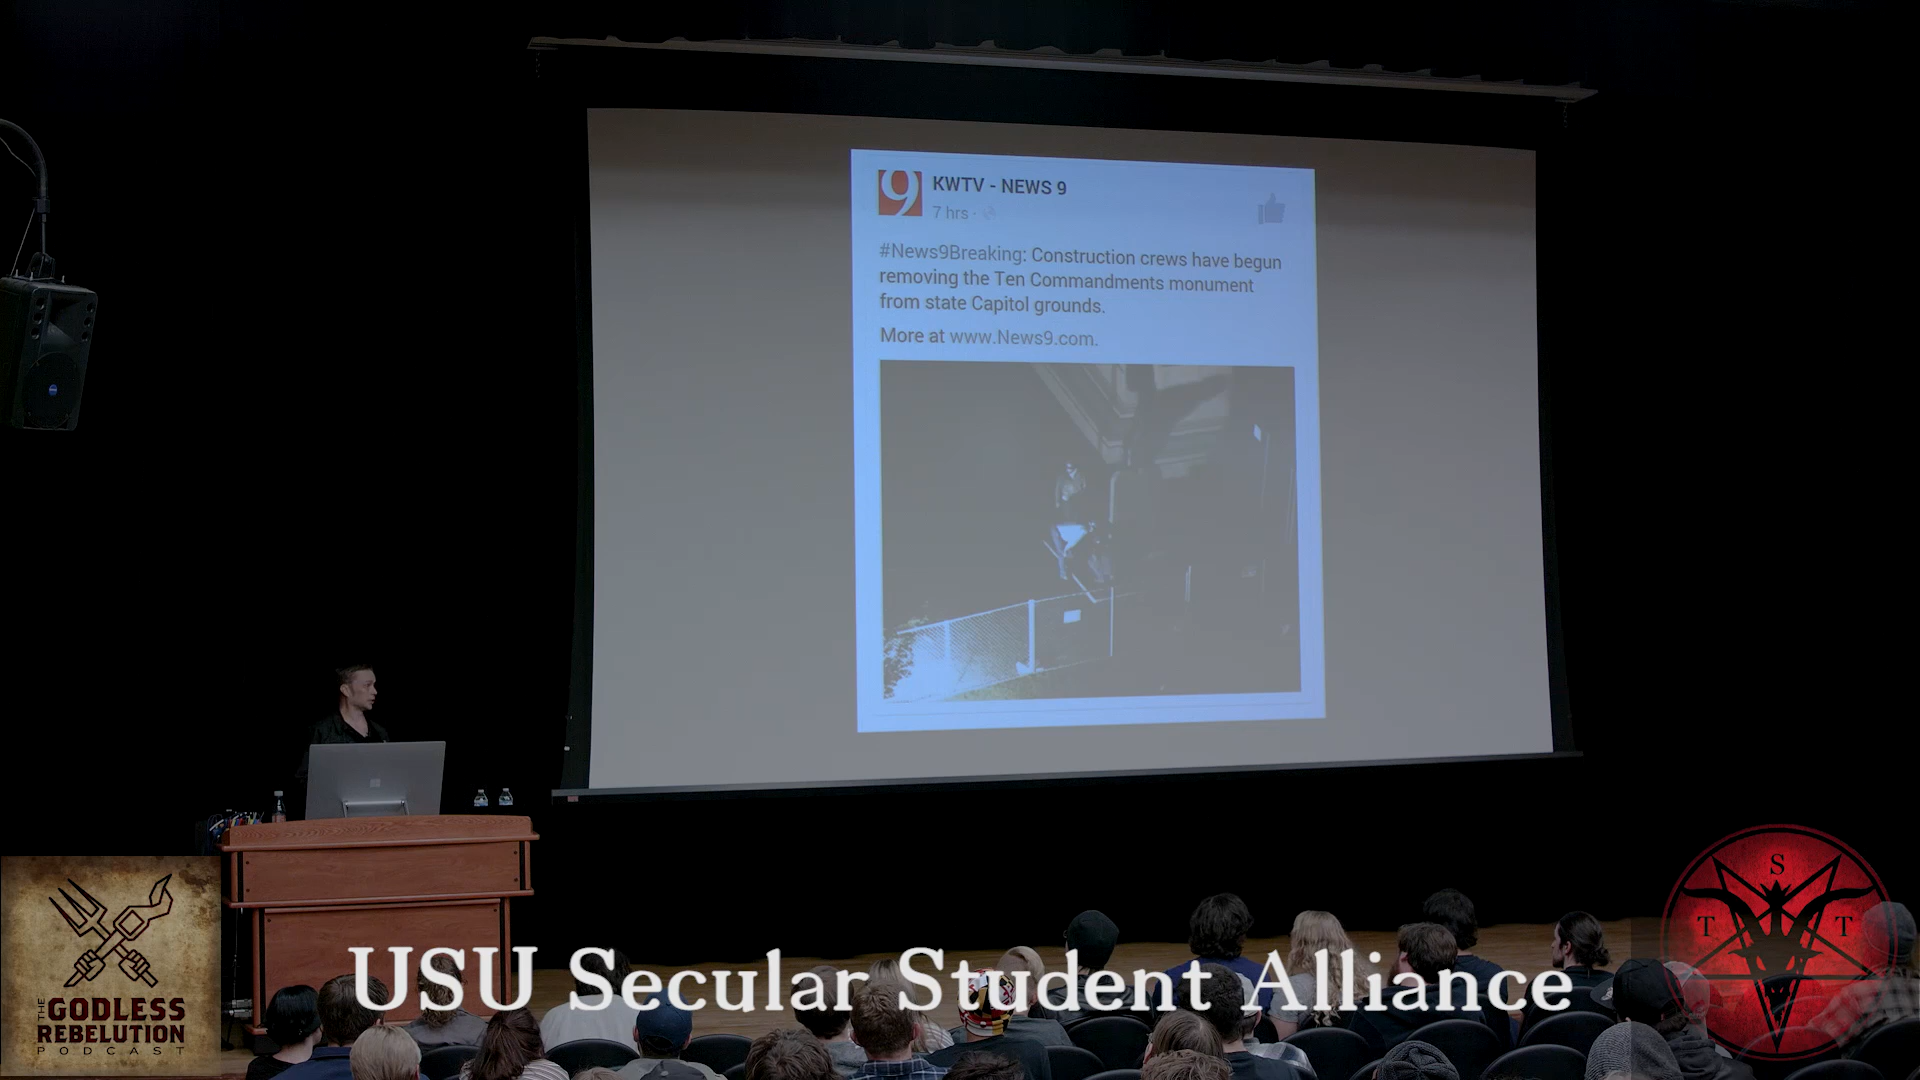 9
KWTV - NEWS 9
7 hrs ·
#News9Breaking: Construction crews have begun
removing the Ten Commandments monument
from state Capitol grounds.
More at www.News9.com.
THE
GODLESS
REBELUTION
PODCAST
USU Secular Student Alliance
S
T T